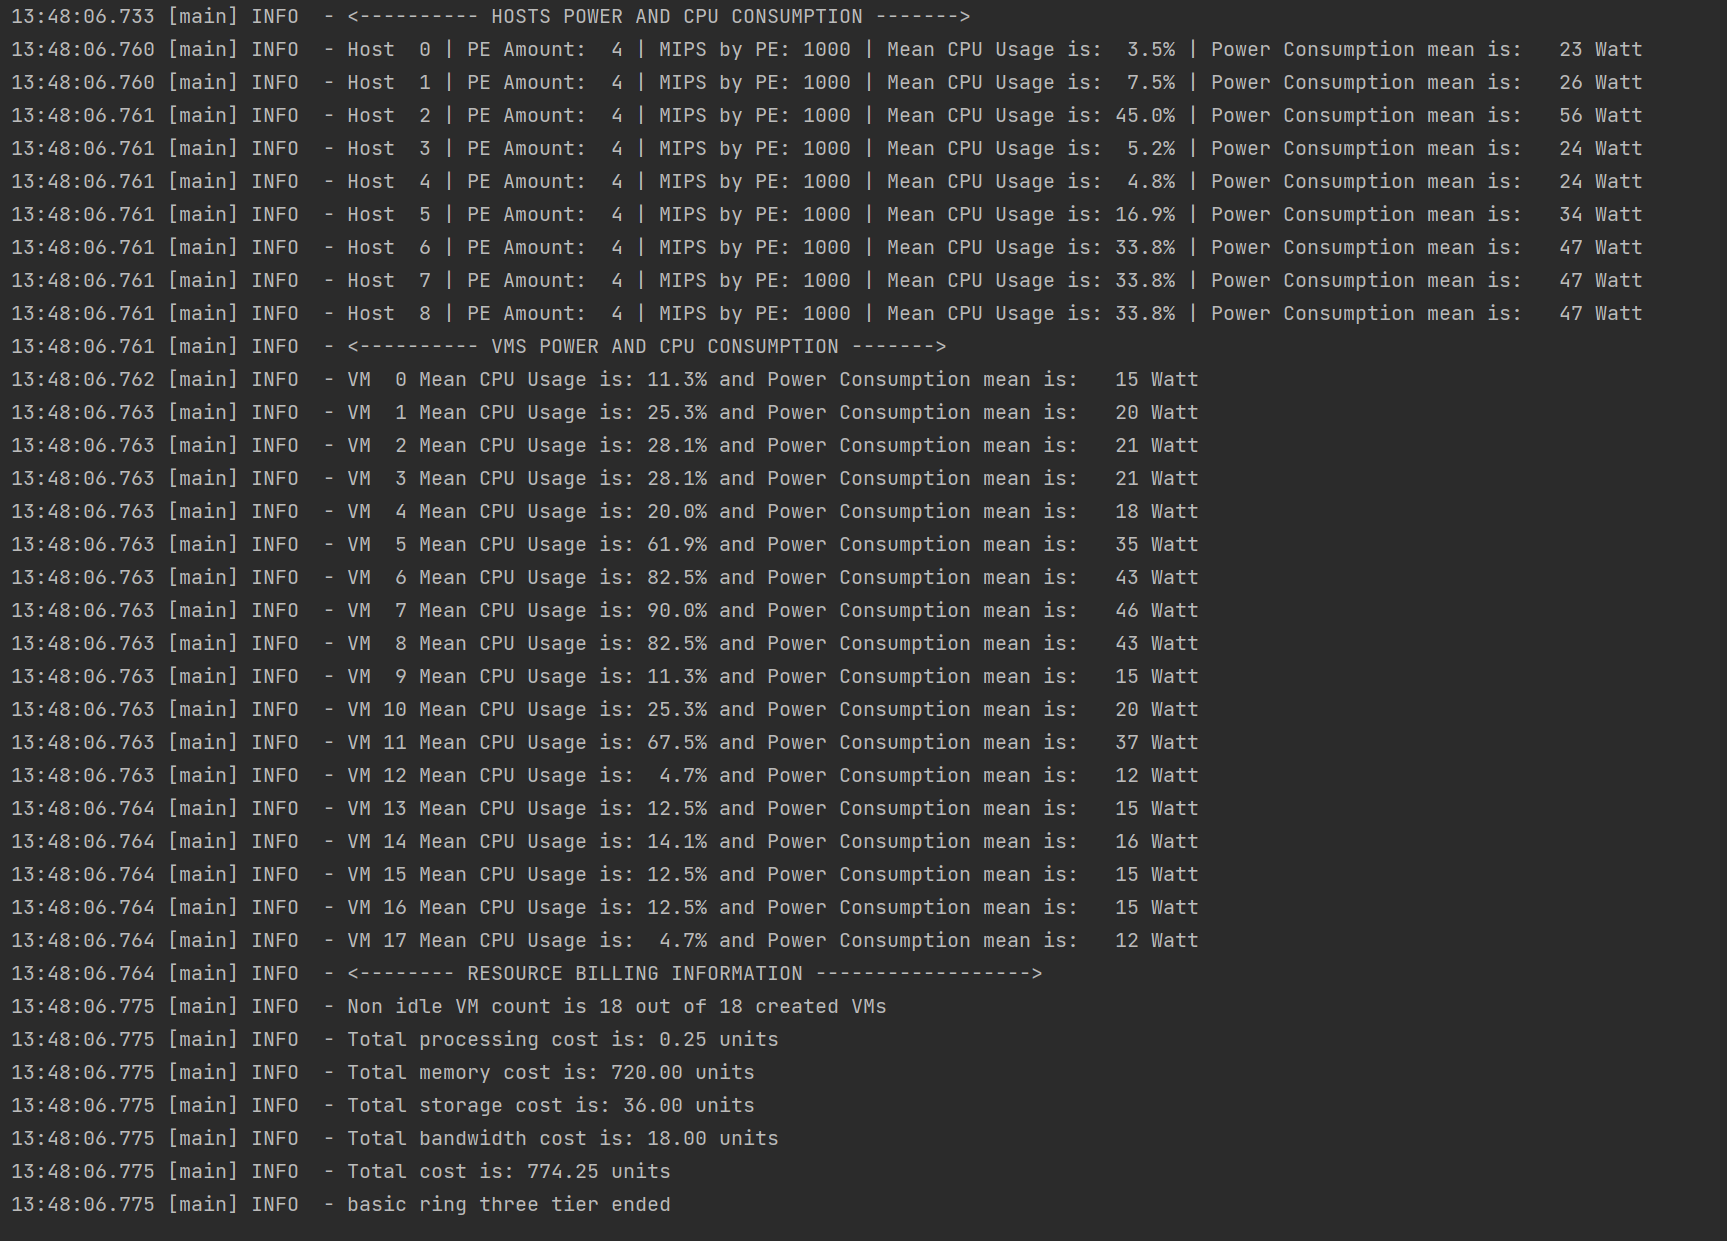 13:48:06.733 [main] INFO  - <---------- HOSTS POWER AND CPU CONSUMPTION ------->
13:48:06.760 [main] INFO  - Host  0 | PE Amount:  4 | MIPS by PE: 1000 | Mean CPU Usage is:  3.5% | Power Consumption mean is:   23 Watt
13:48:06.760 [main] INFO  - Host  1 | PE Amount:  4 | MIPS by PE: 1000 | Mean CPU Usage is:  7.5% | Power Consumption mean is:   26 Watt
13:48:06.761 [main] INFO  - Host  2 | PE Amount:  4 | MIPS by PE: 1000 | Mean CPU Usage is: 45.0% | Power Consumption mean is:   56 Watt
13:48:06.761 [main] INFO  - Host  3 | PE Amount:  4 | MIPS by PE: 1000 | Mean CPU Usage is:  5.2% | Power Consumption mean is:   24 Watt
13:48:06.761 [main] INFO  - Host  4 | PE Amount:  4 | MIPS by PE: 1000 | Mean CPU Usage is:  4.8% | Power Consumption mean is:   24 Watt
13:48:06.761 [main] INFO  - Host  5 | PE Amount:  4 | MIPS by PE: 1000 | Mean CPU Usage is: 16.9% | Power Consumption mean is:   34 Watt
13:48:06.761 [main] INFO  - Host  6 | PE Amount:  4 | MIPS by PE: 1000 | Mean CPU Usage is: 33.8% | Power Consumption mean is:   47 Watt
13:48:06.761 [main] INFO  - Host  7 | PE Amount:  4 | MIPS by PE: 1000 | Mean CPU Usage is: 33.8% | Power Consumption mean is:   47 Watt
13:48:06.761 [main] INFO  - Host  8 | PE Amount:  4 | MIPS by PE: 1000 | Mean CPU Usage is: 33.8% | Power Consumption mean is:   47 Watt
13:48:06.761 [main] INFO  - <---------- VMS POWER AND CPU CONSUMPTION ------->
13:48:06.762 [main] INFO  - VM  0 Mean CPU Usage is: 11.3% and Power Consumption mean is:   15 Watt
13:48:06.763 [main] INFO  - VM  1 Mean CPU Usage is: 25.3% and Power Consumption mean is:   20 Watt
13:48:06.763 [main] INFO  - VM  2 Mean CPU Usage is: 28.1% and Power Consumption mean is:   21 Watt
13:48:06.763 [main] INFO  - VM  3 Mean CPU Usage is: 28.1% and Power Consumption mean is:   21 Watt
13:48:06.763 [main] INFO  - VM  4 Mean CPU Usage is: 20.0% and Power Consumption mean is:   18 Watt
13:48:06.763 [main] INFO  - VM  5 Mean CPU Usage is: 61.9% and Power Consumption mean is:   35 Watt
13:48:06.763 [main] INFO  - VM  6 Mean CPU Usage is: 82.5% and Power Consumption mean is:   43 Watt
13:48:06.763 [main] INFO  - VM  7 Mean CPU Usage is: 90.0% and Power Consumption mean is:   46 Watt
13:48:06.763 [main] INFO  - VM  8 Mean CPU Usage is: 82.5% and Power Consumption mean is:   43 Watt
13:48:06.763 [main] INFO  - VM  9 Mean CPU Usage is: 11.3% and Power Consumption mean is:   15 Watt
13:48:06.763 [main] INFO  - VM 10 Mean CPU Usage is: 25.3% and Power Consumption mean is:   20 Watt
13:48:06.763 [main] INFO  - VM 11 Mean CPU Usage is: 67.5% and Power Consumption mean is:   37 Watt
13:48:06.763 [main] INFO  - VM 12 Mean CPU Usage is:  4.7% and Power Consumption mean is:   12 Watt
13:48:06.764 [main] INFO  - VM 13 Mean CPU Usage is: 12.5% and Power Consumption mean is:   15 Watt
13:48:06.764 [main] INFO  - VM 14 Mean CPU Usage is: 14.1% and Power Consumption mean is:   16 Watt
13:48:06.764 [main] INFO  - VM 15 Mean CPU Usage is: 12.5% and Power Consumption mean is:   15 Watt
13:48:06.764 [main] INFO  - VM 16 Mean CPU Usage is: 12.5% and Power Consumption mean is:   15 Watt
13:48:06.764 [main] INFO  - VM 17 Mean CPU Usage is:  4.7% and Power Consumption mean is:   12 Watt
13:48:06.764 [main] INFO  - <-------- RESOURCE BILLING INFORMATION ------------------>
13:48:06.775 [main] INFO  - Non idle VM count is 18 out of 18 created VMs
13:48:06.775 [main] INFO  - Total processing cost is: 0.25 units
13:48:06.775 [main] INFO  - Total memory cost is: 720.00 units
13:48:06.775 [main] INFO  - Total storage cost is: 36.00 units
13:48:06.775 [main] INFO  - Total bandwidth cost is: 18.00 units
13:48:06.775 [main] INFO  - Total cost is: 774.25 units
13:48:06.775 [main] INFO  - basic ring three tier ended